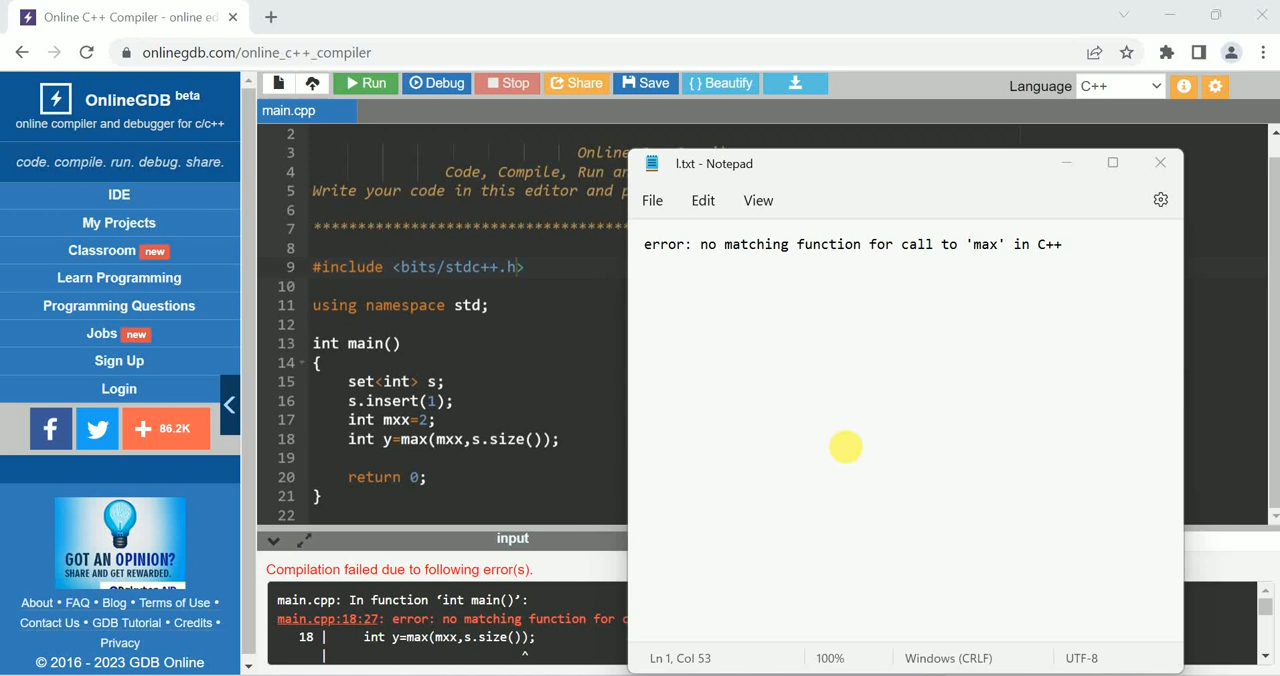 Online C++ Compiler - online ed
onlinegdb.com/online_c++_compiler
OnlineGDB beta
online compiler and debugger for c/c++
code. compile. run. debug. share.
IDE
My Projects
Classroom new
Learn Programming
Programming Questions
Jobs new
Sign Up
Login
86.2K
GOT AN OPINION?
SHARE AND GET REWARDED.
About • FAQ • Blog • Terms of Use •
Contact Us • GDB Tutorial • Credits •
Privacy
© 2016 - 2023 GDB Online
Run Debug Stop Share Save { } Beautify
Language C++
main.cpp
2
3 Online
4 Code, Compile, Run an
5 Write your code in this editor and p
6
7 ************************************
8
9 #include <bits/stdc++.h>
10
11 using namespace std;
12
13 int main()
14 {
15 set<int> s;
16 s.insert(1);
17 int mxx=2;
18 int y=max(mxx,s.size());
19
20 return 0;
21 }
22
input
Compilation failed due to following error(s).
main.cpp: In function ‘int main()’:
main.cpp:18:27: error: no matching function for c
18 | int y=max(mxx,s.size());
| ^
l.txt - Notepad
File Edit View
error: no matching function for call to 'max' in C++
Ln 1, Col 53 100% Windows (CRLF) UTF-8